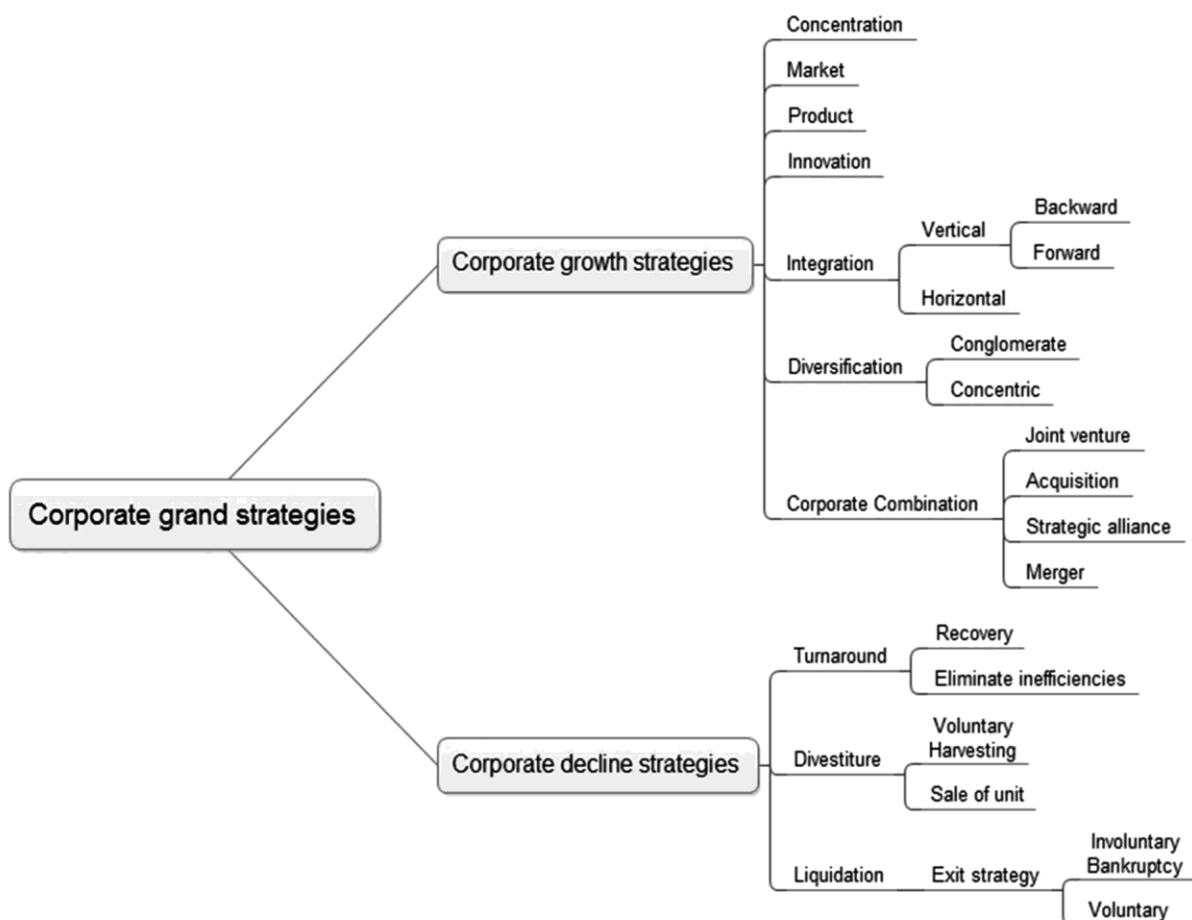 Concentration
Market
Product
Innovation
Backward
Vertical
Forward
Corporate growth strategies
Integration
Horizontal
Conglomerate
Diversification
Concentric
Joint venture
Acquisition
Corporate Combination
Strategic alliance
Merger
Corporate grand strategies
Recovery
Turnaround
Eliminate inefficiencies
Voluntary
Harvesting
Corporate decline strategies
Divestiture
Sale of unit
Involuntary
Bankruptcy
Liquidation
Exit strategy
Voluntary